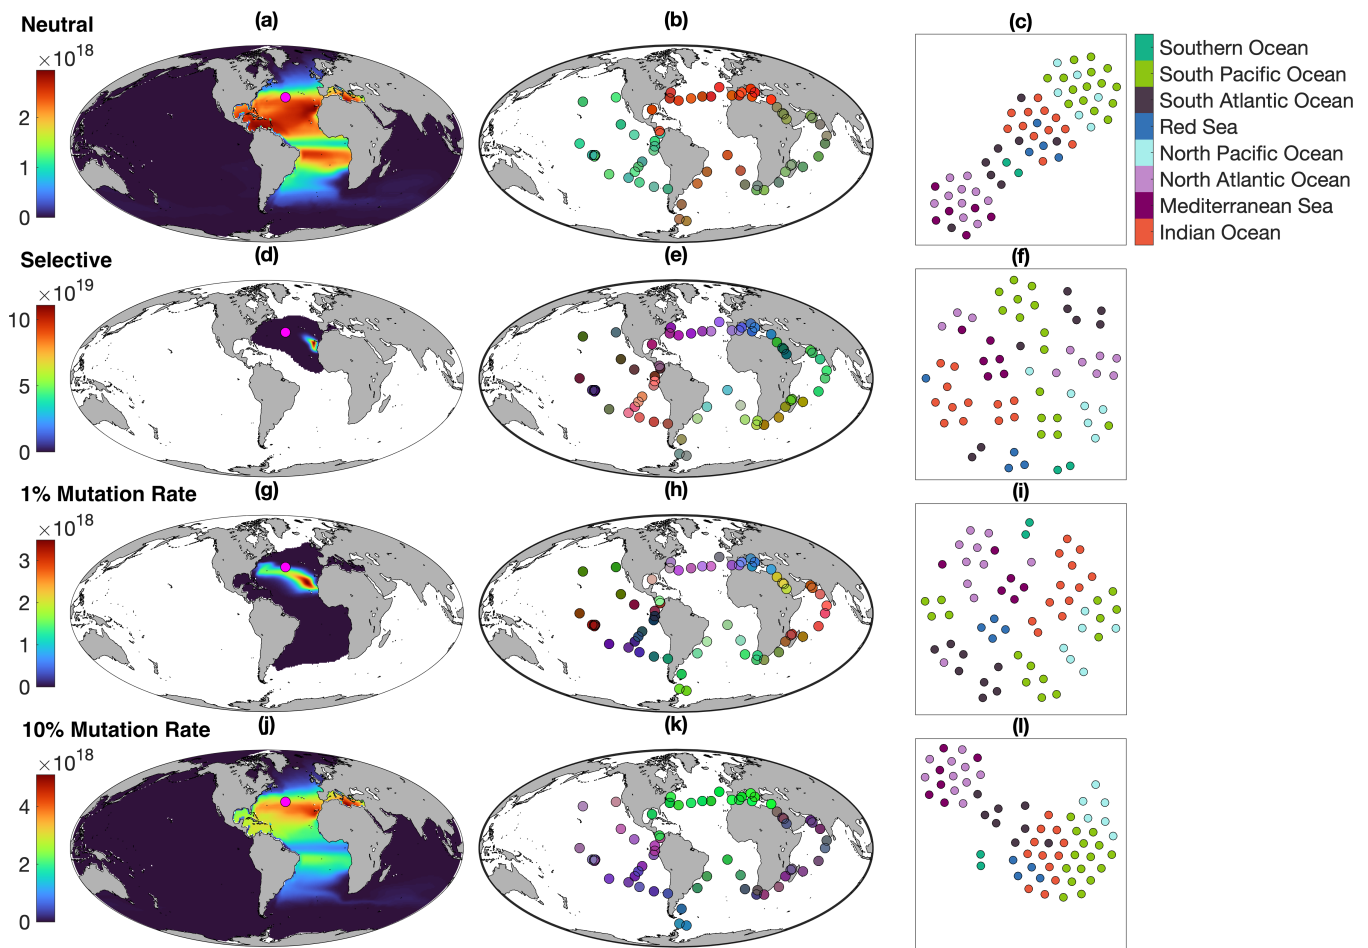 Neutral
(a)
(b)
(c)
×10^18
2
1
0
Southern Ocean
South Pacific Ocean
South Atlantic Ocean
Red Sea
North Pacific Ocean
North Atlantic Ocean
Mediterranean Sea
Indian Ocean
Selective
(d)
(e)
(f)
×10^19
10
5
0
1% Mutation Rate
(g)
(h)
(i)
×10^18
3
2
1
0
10% Mutation Rate
(j)
(k)
(l)
×10^18
4
2
0